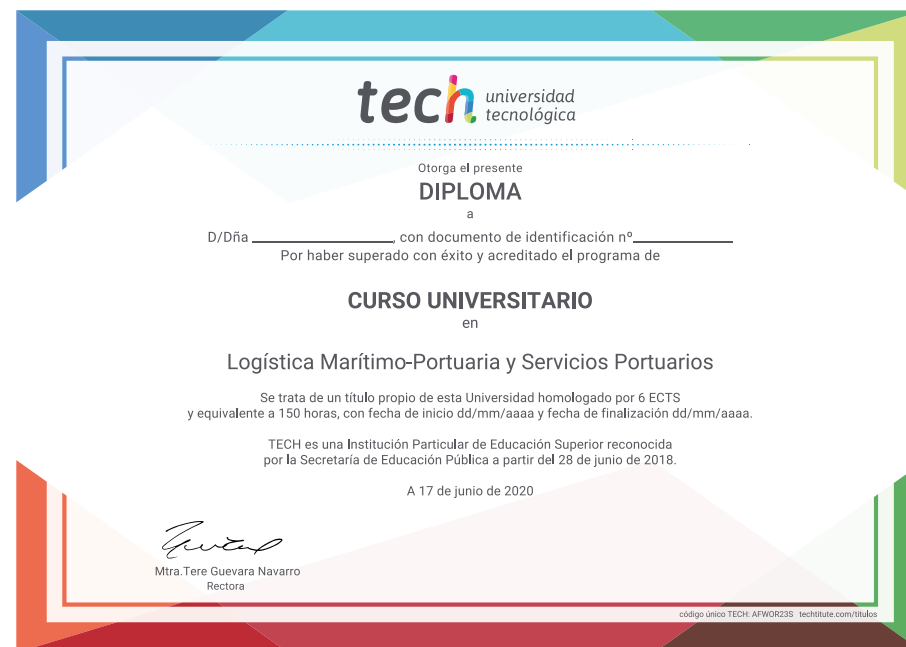 tech universidad
tecnológica
Otorga el presente
DIPLOMA
a
D/Dña ____________________, con documento de identificación nº______________
Por haber superado con éxito y acreditado el programa de
CURSO UNIVERSITARIO
en
Logística Marítimo-Portuaria y Servicios Portuarios
Se trata de un título propio de esta Universidad homologado por 6 ECTS
y equivalente a 150 horas, con fecha de inicio dd/mm/aaaa y fecha de finalización dd/mm/aaaa.
TECH es una Institución Particular de Educación Superior reconocida
por la Secretaría de Educación Pública a partir del 28 de junio de 2018.
A 17 de junio de 2020
Mtra.Tere Guevara Navarro
Rectora
código único TECH: AFWOR23S techtitute.com/titulos